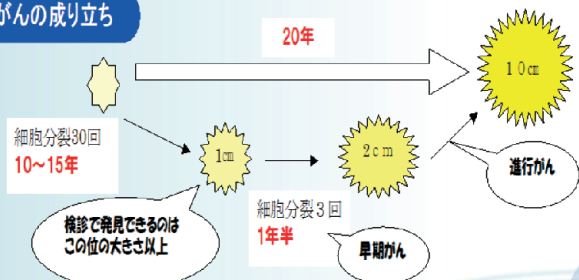 がんの成り立ち
20年
10㎝
細胞分裂30回
10～15年
1㎝
2cm
進行がん
検診で発見できるのは
この位の大きさ以上
細胞分裂３回
1年半
早期がん